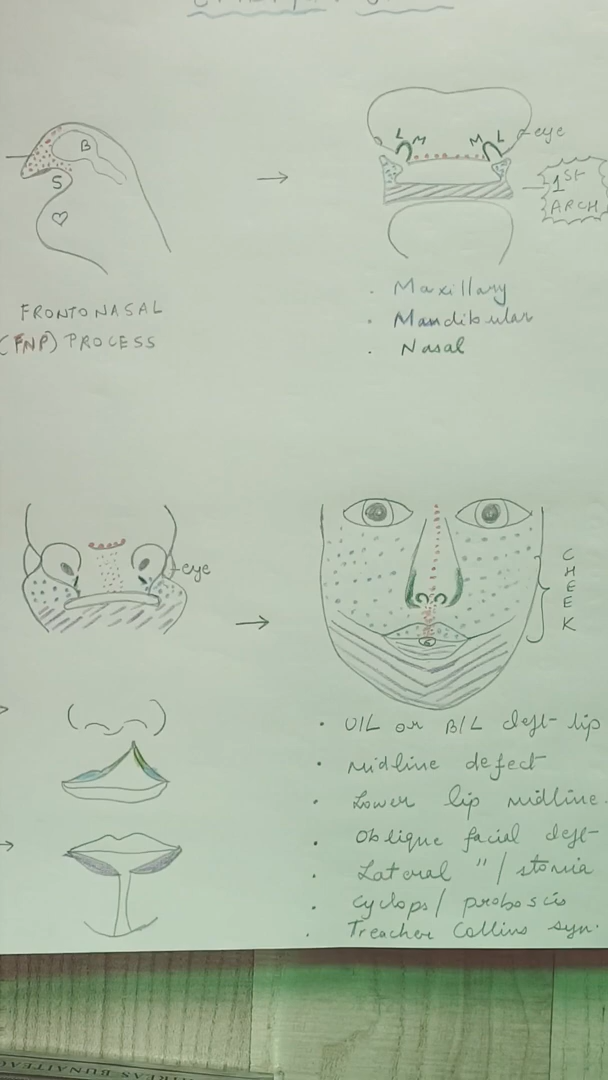 B
S
FRONTONASAL
(FNP) PROCESS
L M M L
eye
1ST
ARCH
. Maxillary
. Mandibular
. Nasal
eye
CHEEK
• U/L or B/L cleft lip
• Midline defect
• Lower lip midline.
• Oblique facial cleft
• Lateral " / stomia
• Cyclops / proboscis
• Treacher Collins syn.